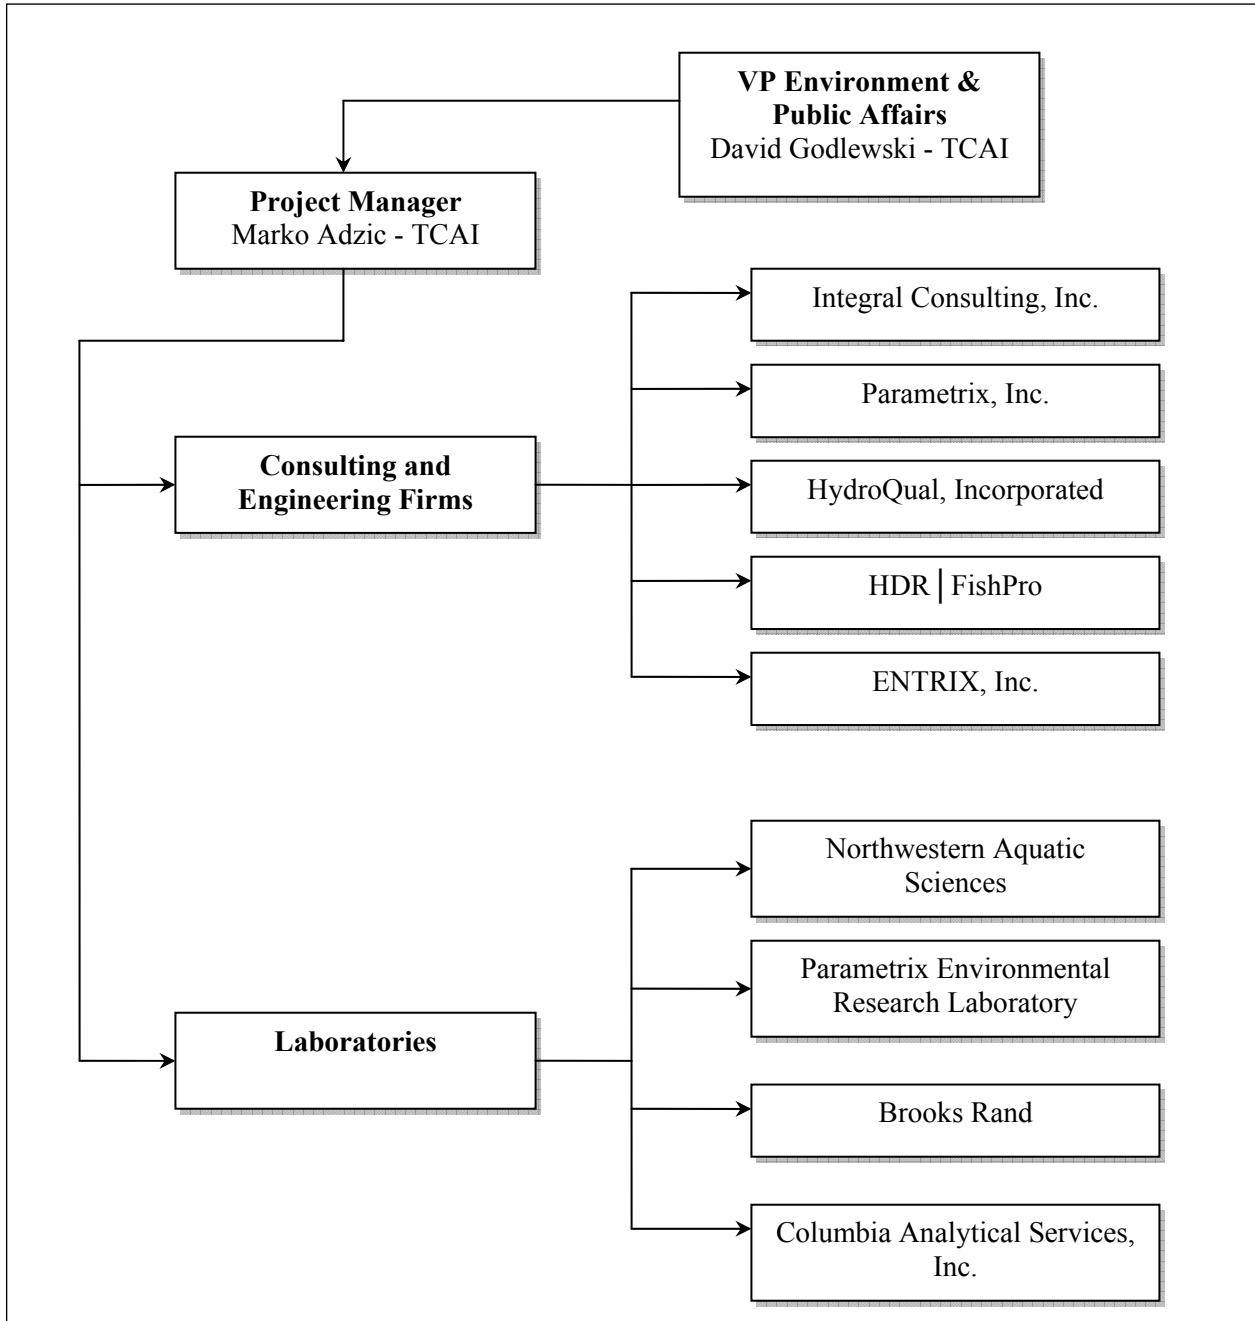 VP Environment &
Public Affairs
David Godlewski - TCAI
Project Manager
Marko Adzic - TCAI
Integral Consulting, Inc.
Parametrix, Inc.
Consulting and
Engineering Firms
HydroQual, Incorporated
HDR | FishPro
ENTRIX, Inc.
Northwestern Aquatic
Sciences
Parametrix Environmental
Research Laboratory
Laboratories
Brooks Rand
Columbia Analytical Services,
Inc.